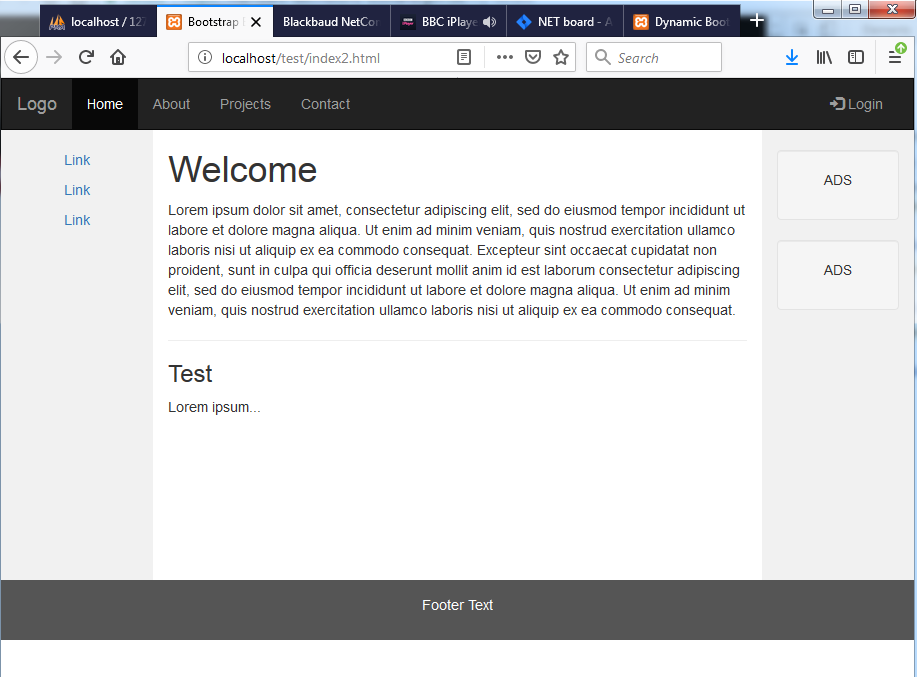 localhost / 127
Bootstrap
Blackbaud NetCon
BBC iPlaye
NET board - A
Dynamic Boot
localhost/test/index2.html
Search
Logo
Home
About
Projects
Contact
Login
Link
Link
Link
Welcome
Lorem ipsum dolor sit amet, consectetur adipiscing elit, sed do eiusmod tempor incididunt ut
labore et dolore magna aliqua. Ut enim ad minim veniam, quis nostrud exercitation ullamco
laboris nisi ut aliquip ex ea commodo consequat. Excepteur sint occaecat cupidatat non
proident, sunt in culpa qui officia deserunt mollit anim id est laborum consectetur adipiscing
elit, sed do eiusmod tempor incididunt ut labore et dolore magna aliqua. Ut enim ad minim
veniam, quis nostrud exercitation ullamco laboris nisi ut aliquip ex ea commodo consequat.
Test
Lorem ipsum...
ADS
ADS
Footer Text